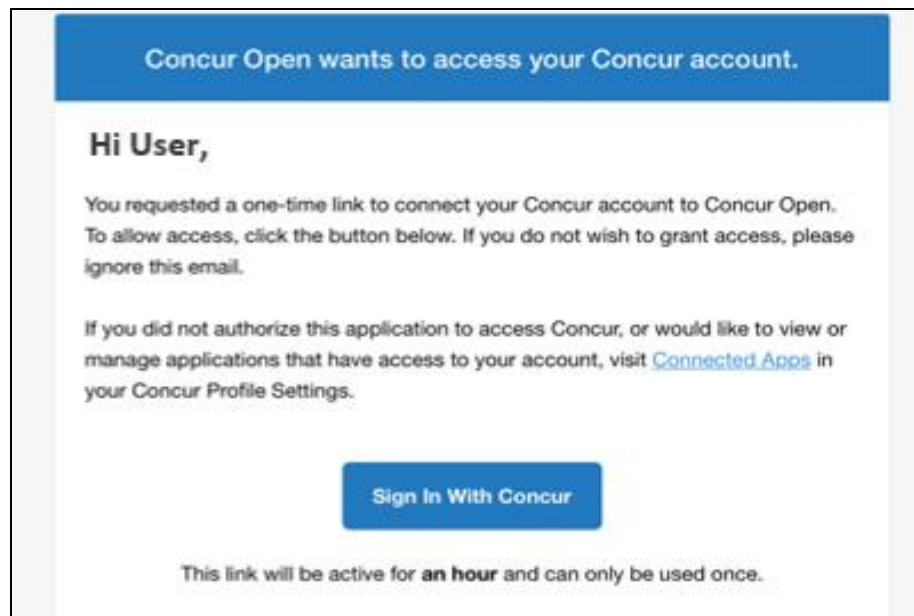 Concur Open wants to access your Concur account.
Hi User,
You requested a one-time link to connect your Concur account to Concur Open.
To allow access, click the button below. If you do not wish to grant access, please
ignore this email.
If you did not authorize this application to access Concur, or would like to view or
manage applications that have access to your account, visit Connected Apps in
your Concur Profile Settings.
Sign In With Concur
This link will be active for an hour and can only be used once.